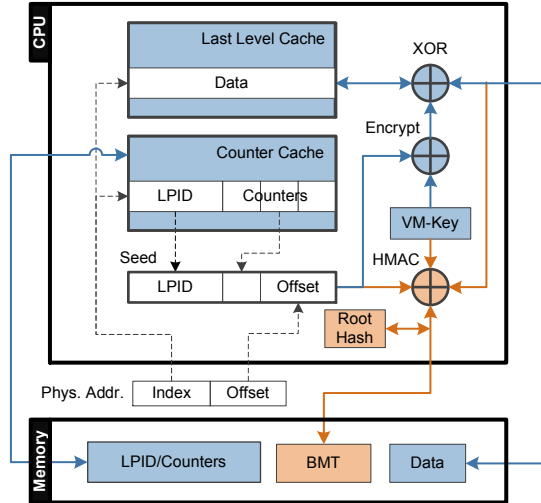 CPU
Last Level Cache
Data
XOR
Encrypt
Counter Cache
LPID Counters
VM-Key
Seed
HMAC
LPID Offset
Root
Hash
Phys. Addr. Index Offset
Memory
LPID/Counters BMT Data